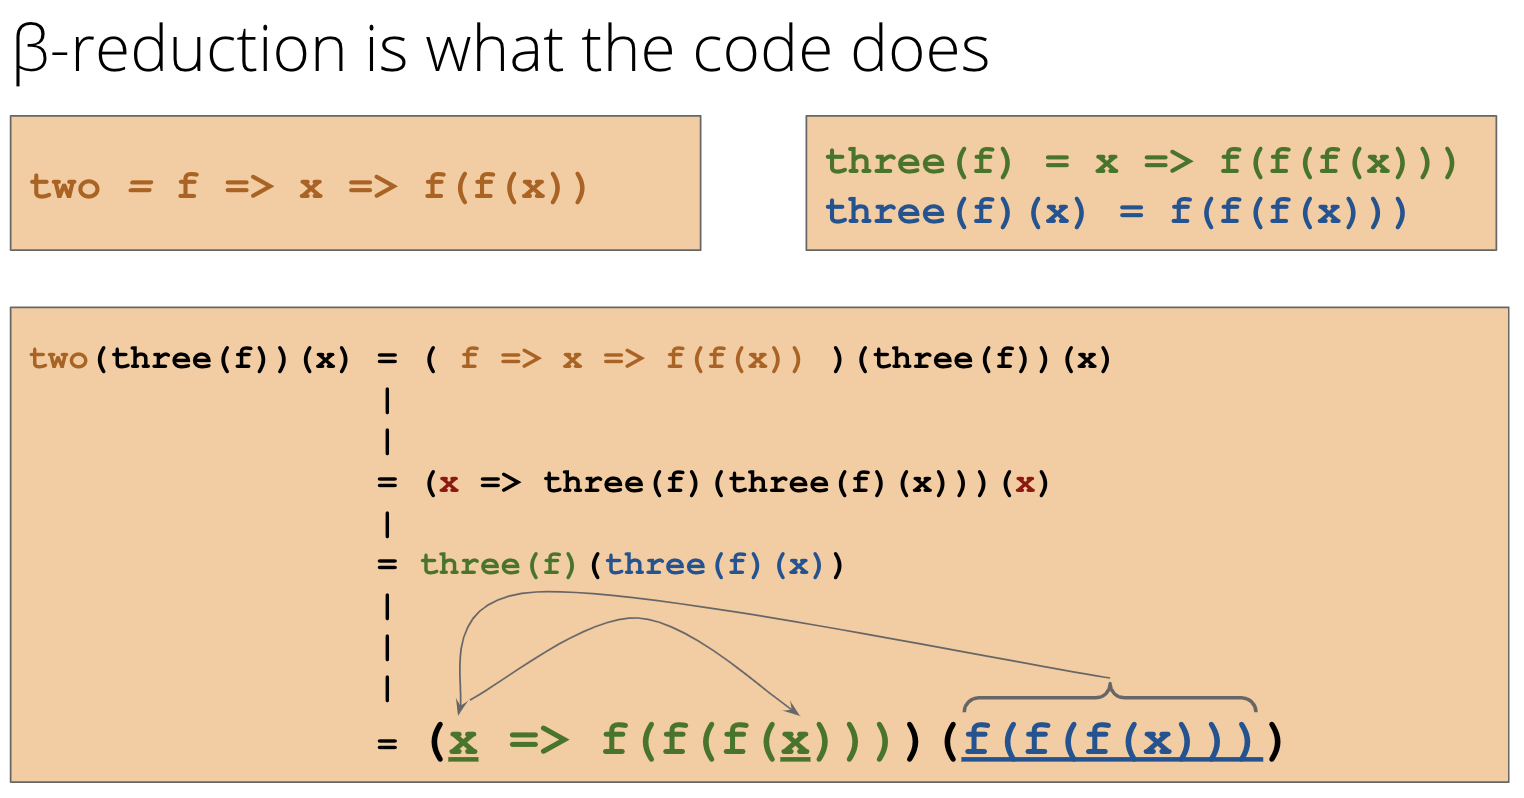 β-reduction is what the code does
two = f => x => f(f(x))
three(f) = x => f(f(f(x)))
three(f)(x) = f(f(f(x)))
two(three(f))(x) = ( f => x => f(f(x)) )(three(f))(x)
|
|
= (x => three(f)(three(f)(x)))(x)
|
= three(f)(three(f)(x))
|
|
|
= (x => f(f(f(x))))(f(f(f(x))))